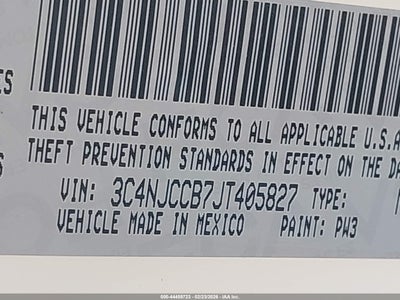 ES
THIS VEHICLE CONFORMS TO ALL APPLICABLE U.S.A
THEFT PREVENTION STANDARDS IN EFFECT ON THE DA
S
VIN: 3C4NJCCB7JT405827 TYPE:
VEHICLE MADE IN MEXICO PAINT: PW3